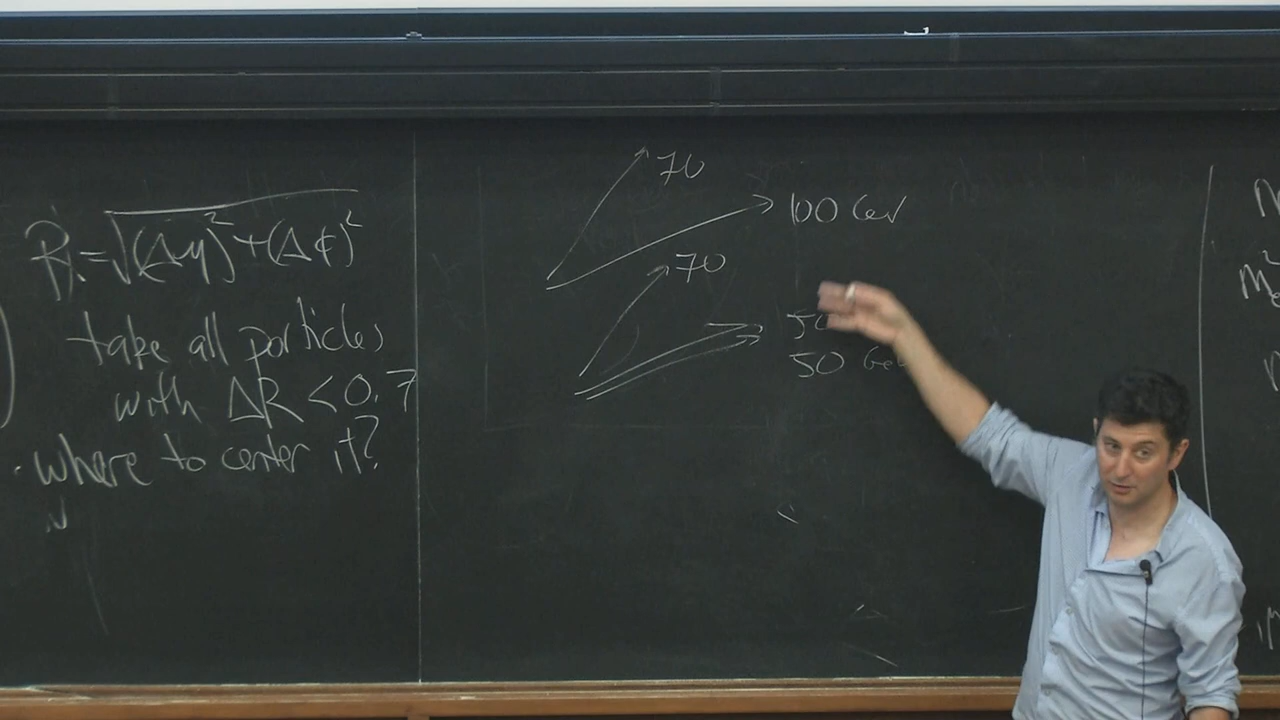 R = √(Δy)² + (Δϕ)²
take all particles
with ΔR < 0.7
. where to center it?
70
100 GeV
70
50 GeV